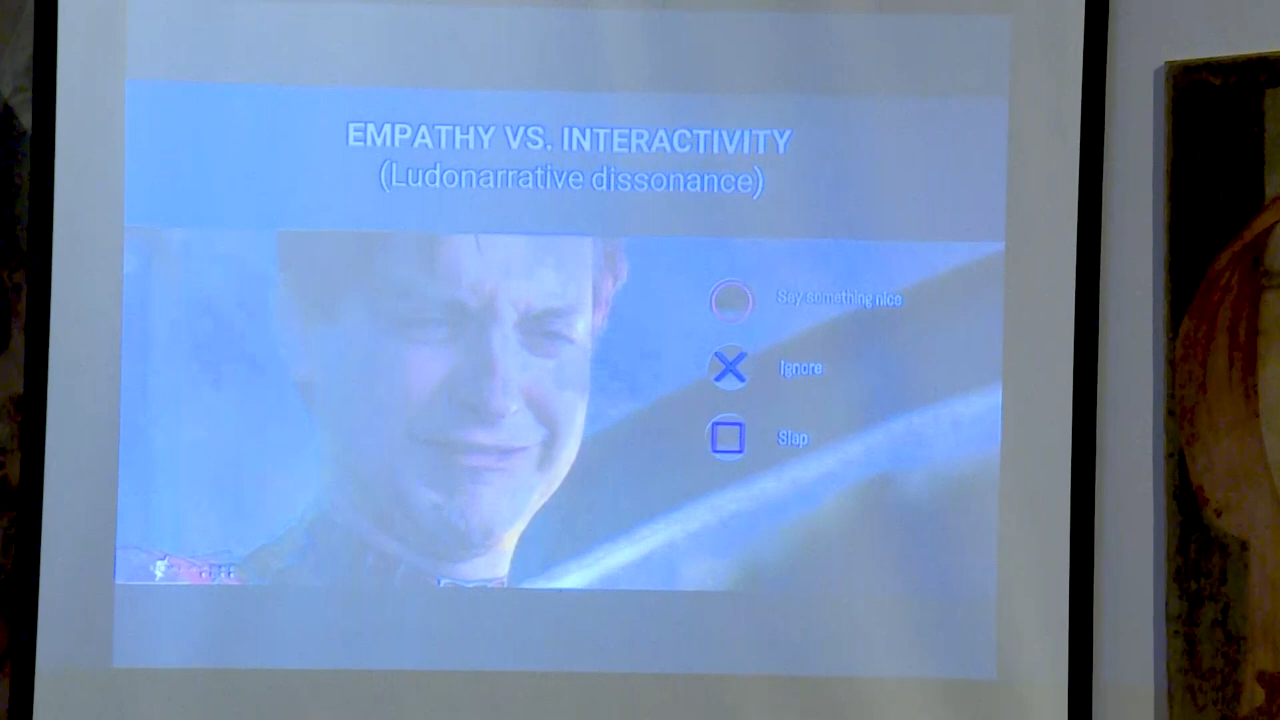 EMPATHY VS. INTERACTIVITY
(Ludonarrative dissonance)
Say something nice
Ignore
Slap